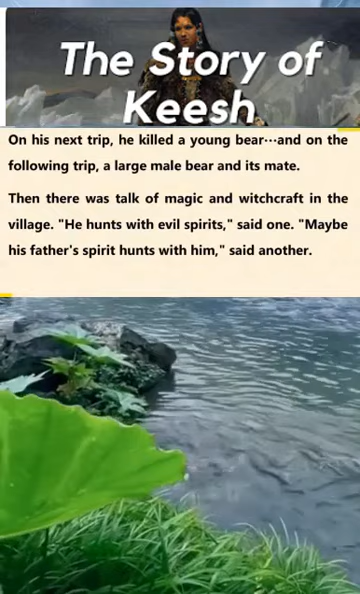 The Story of
Keesh
On his next trip, he killed a young bear···and on the
following trip, a large male bear and its mate.
Then there was talk of magic and witchcraft in the
village. "He hunts with evil spirits," said one. "Maybe
his father's spirit hunts with him," said another.